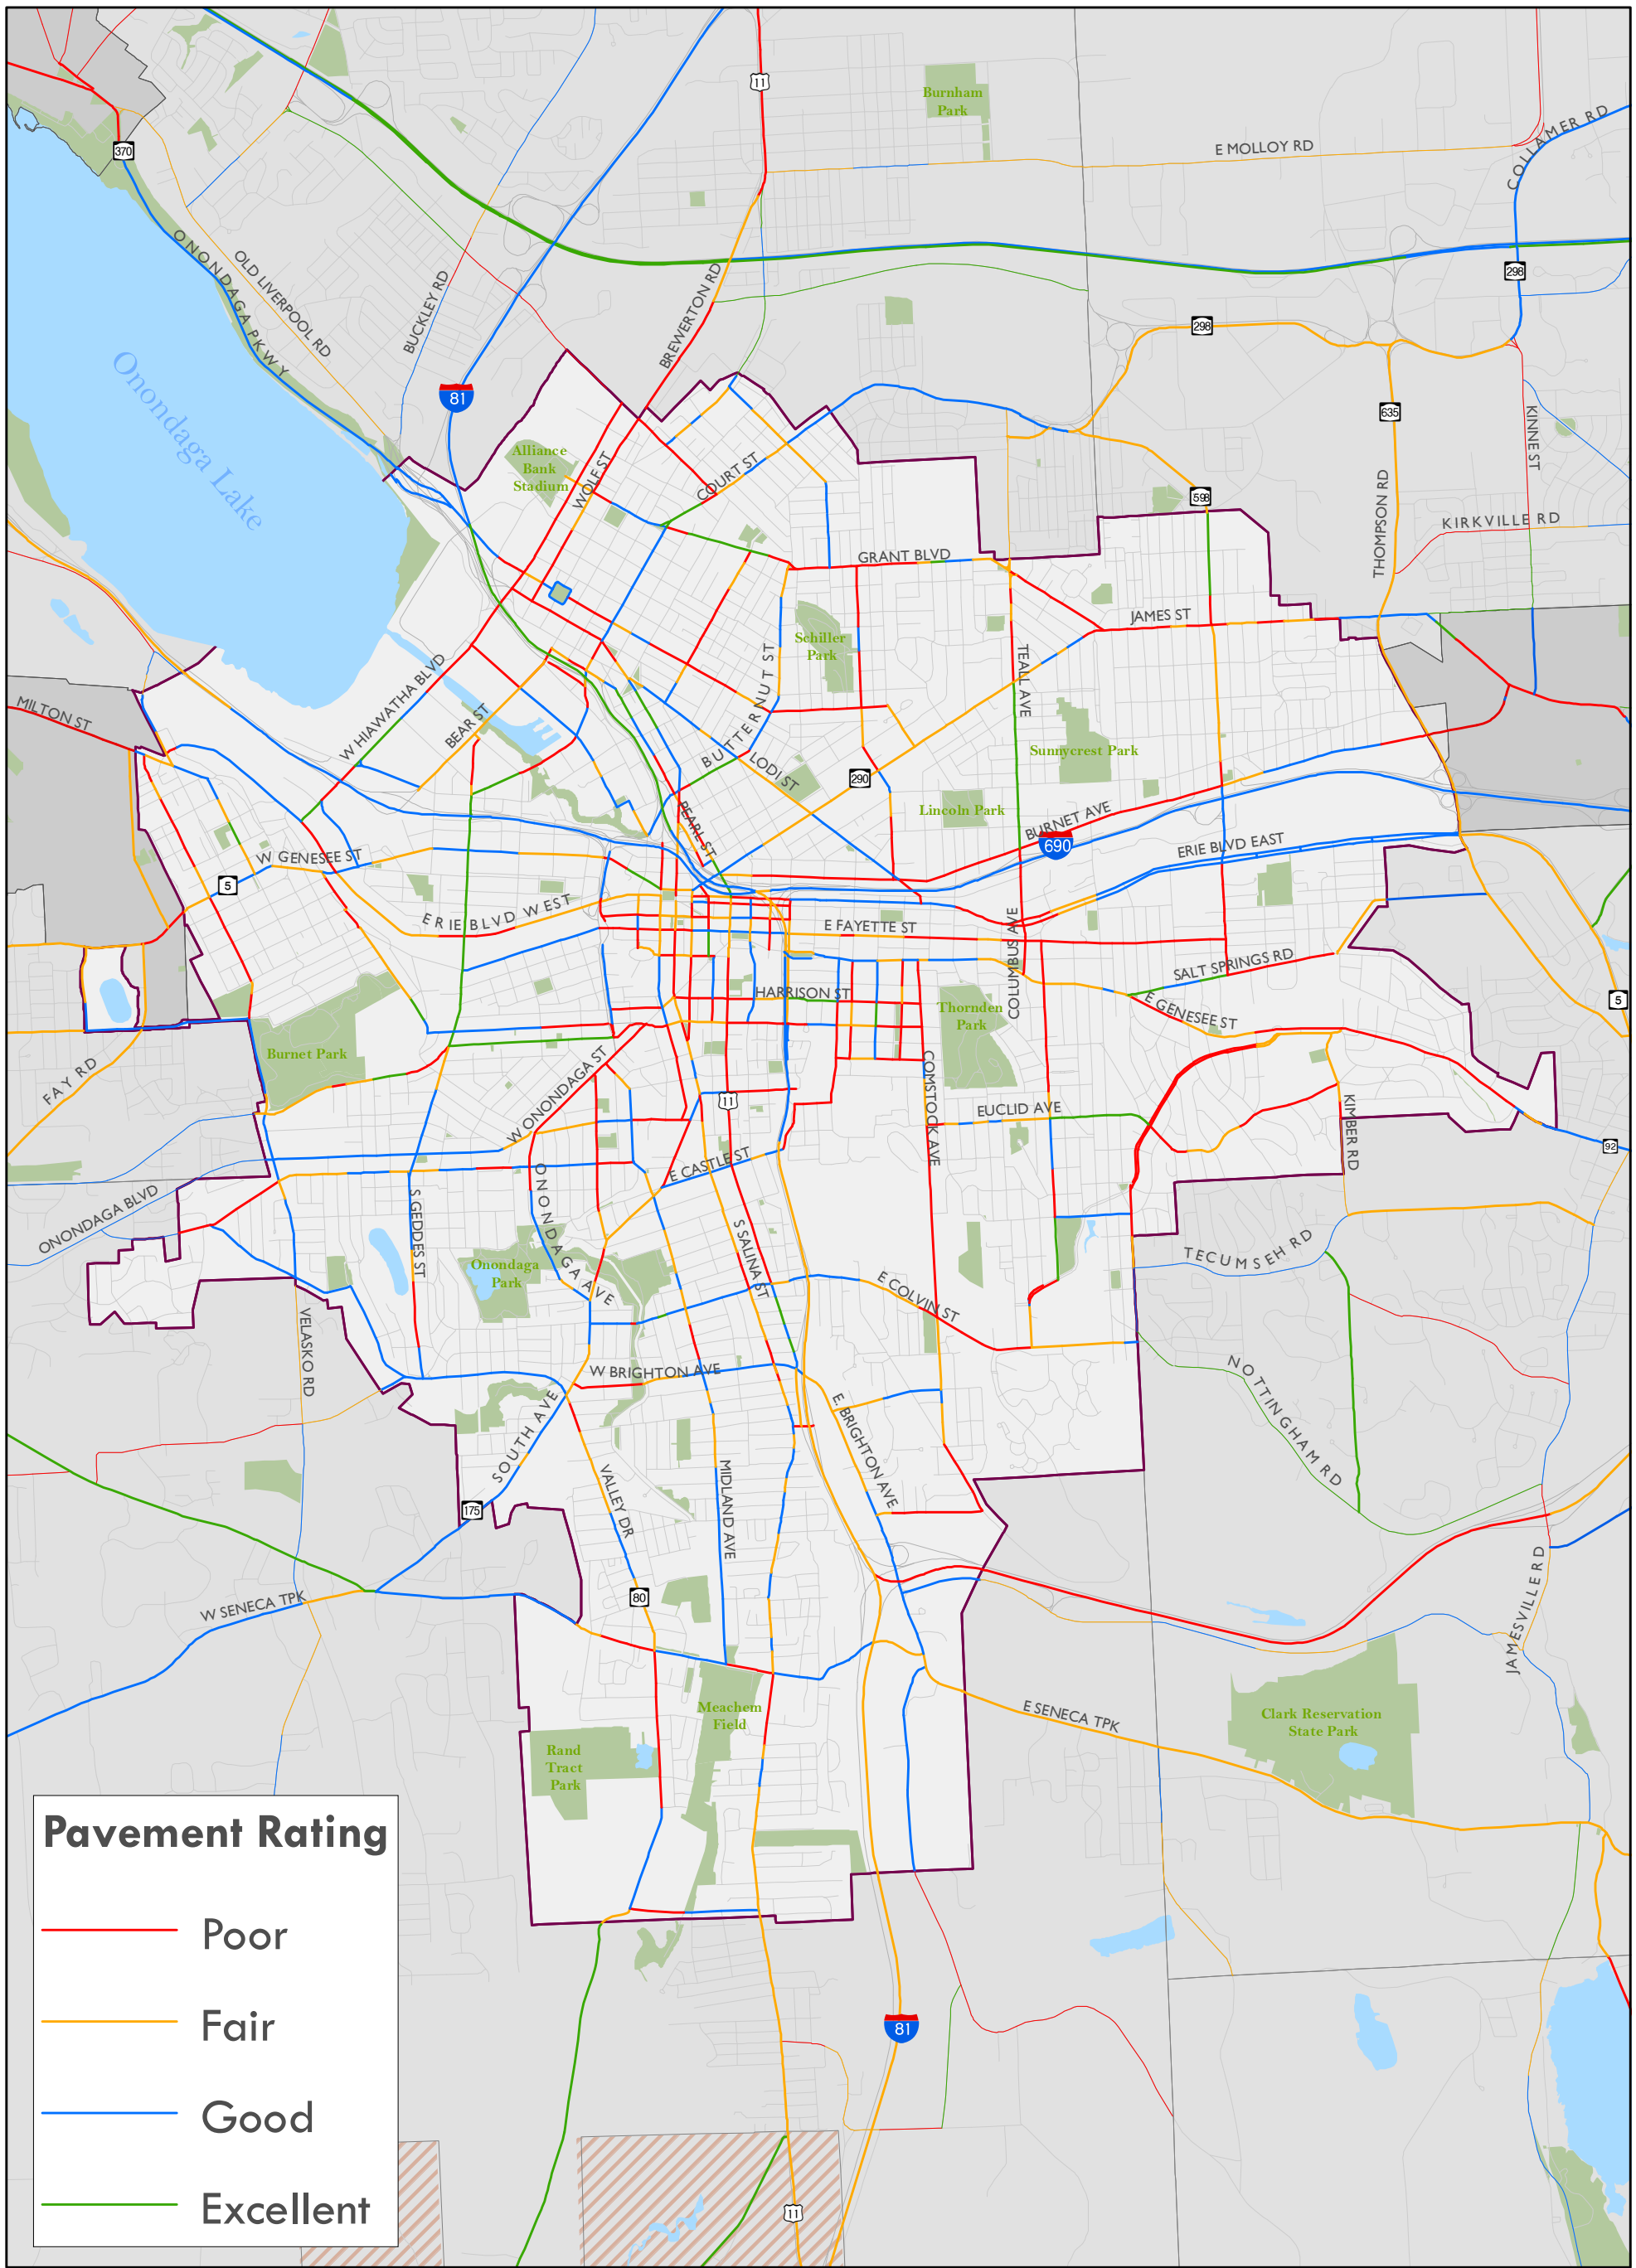 11
Burnham
Park
E MOLLOY RD
COLLAMER RD
370
ONONDAGA PKWY
OLD LIVERPOOL RD
BUCKLEY RD
BREWERTON RD
298
298
81
635
Onondaga Lake
Alliance
Bank
Stadium
WOLF ST
COURT ST
KINNE ST
598
THOMPSON RD
KIRKVILLE RD
GRANT BLVD
JAMES ST
Schiller
Park
TEALL AVE
W HIAWATHA BLVD
BEAR ST
BUTTERNUT ST
MILTON ST
LODI ST
290
Sunnycrest Park
PEARL ST
Lincoln Park
BURNET AVE
690
ERIE BLVD EAST
W GENESEE ST
5
ERIE BLVD WEST
E FAYETTE ST
COLUMBUS AVE
SALT SPRINGS RD
HARRISON ST
Thornden
Park
E GENESEE ST
5
Burnet Park
FAY RD
W ONONDAGA ST
COMSTOCK AVE
11
EUCLID AVE
KIMBER RD
92
E CASTLE ST
ONONDAGA BLVD
S GEDDES ST
ONONDAGA AVE
S SALINA ST
Onondaga
Park
TECUMSEH RD
E COLVIN ST
VELASKO RD
W BRIGHTON AVE
NOTTINGHAM RD
E. BRIGHTON AVE
SOUTH AVE
VALLEY DR
MIDLAND AVE
175
80
W SENECA TPK
JAMESVILLE RD
Meachem
Field
E SENECA TPK
Clark Reservation
State Park
Rand
Tract
Park
81
11
Pavement Rating
Poor
Fair
Good
Excellent